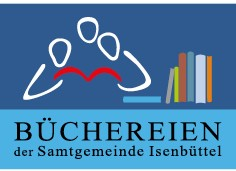 BÜCHEREIEN
der Samtgemeinde Isenbüttel